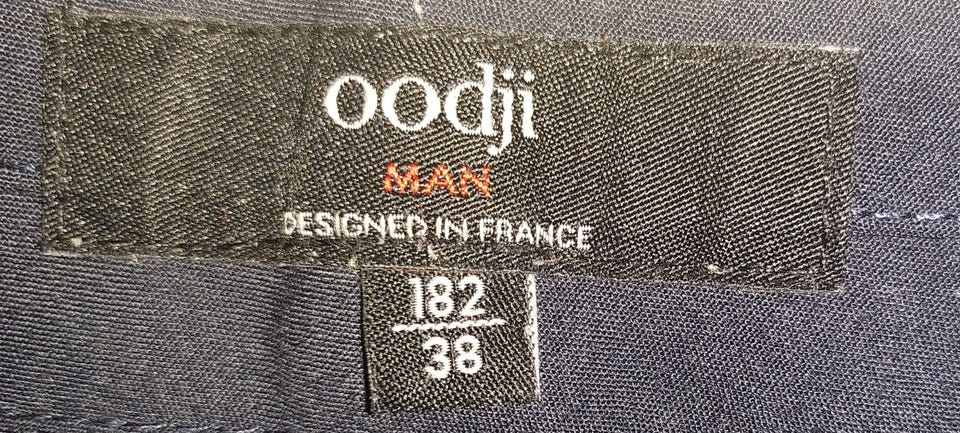 oodji
MAN
DESIGNED IN FRANCE
182
38